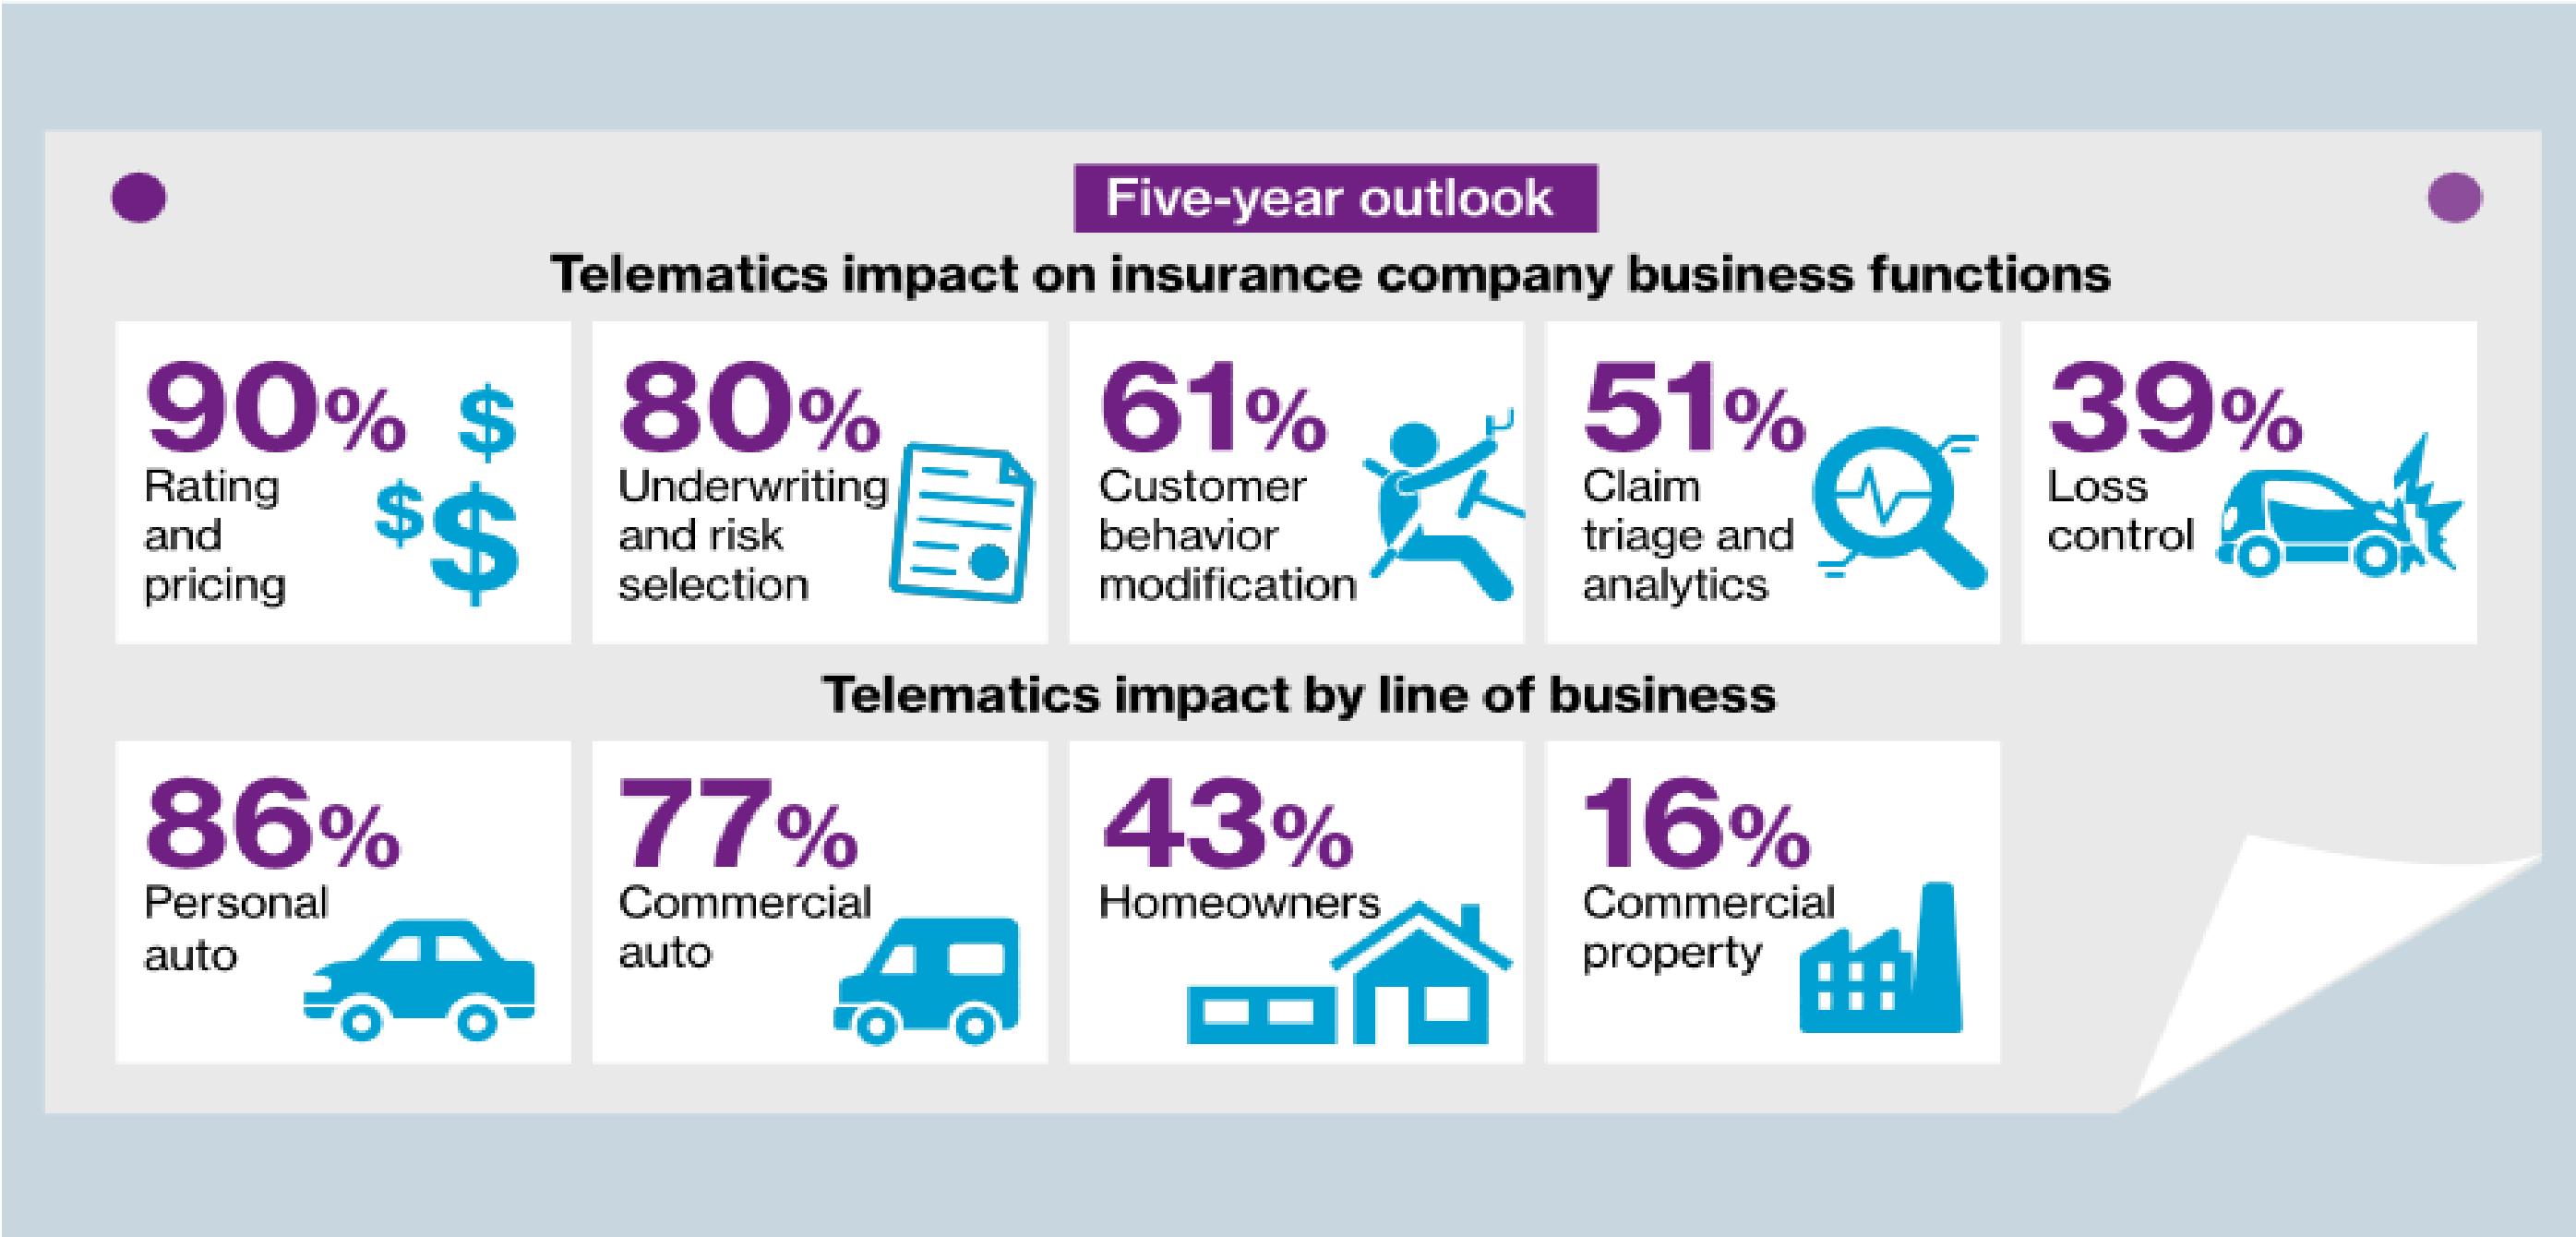 Five-year outlook
Telematics impact on insurance company business functions
90%
Rating
and
pricing
80%
Underwriting
and risk
selection
61%
Customer
behavior
modification
51%
Claim
triage and
analytics
39%
Loss
control
Telematics impact by line of business
86%
Personal
auto
77%
Commercial
auto
43%
Homeowners
16%
Commercial
property